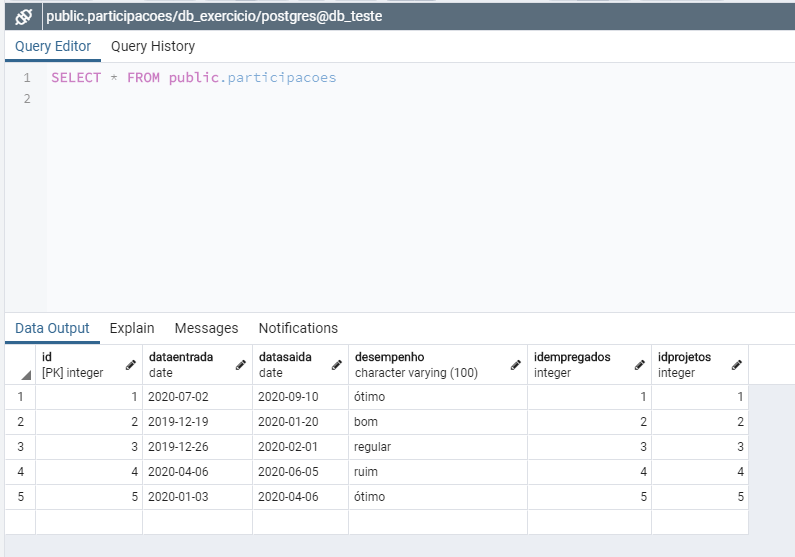 public.participacoes/db_exercicio/postgres@db_teste
Query Editor Query History
1 SELECT * FROM public.participacoes
2
Data Output Explain Messages Notifications
id dataentrada datasaida desempenho idempregados idprojetos
[PK] integer date date character varying (100) integer integer
1 1 2020-07-02 2020-09-10 ótimo 1 1
2 2 2019-12-19 2020-01-20 bom 2 2
3 3 2019-12-26 2020-02-01 regular 3 3
4 4 2020-04-06 2020-06-05 ruim 4 4
5 5 2020-01-03 2020-04-06 ótimo 5 5